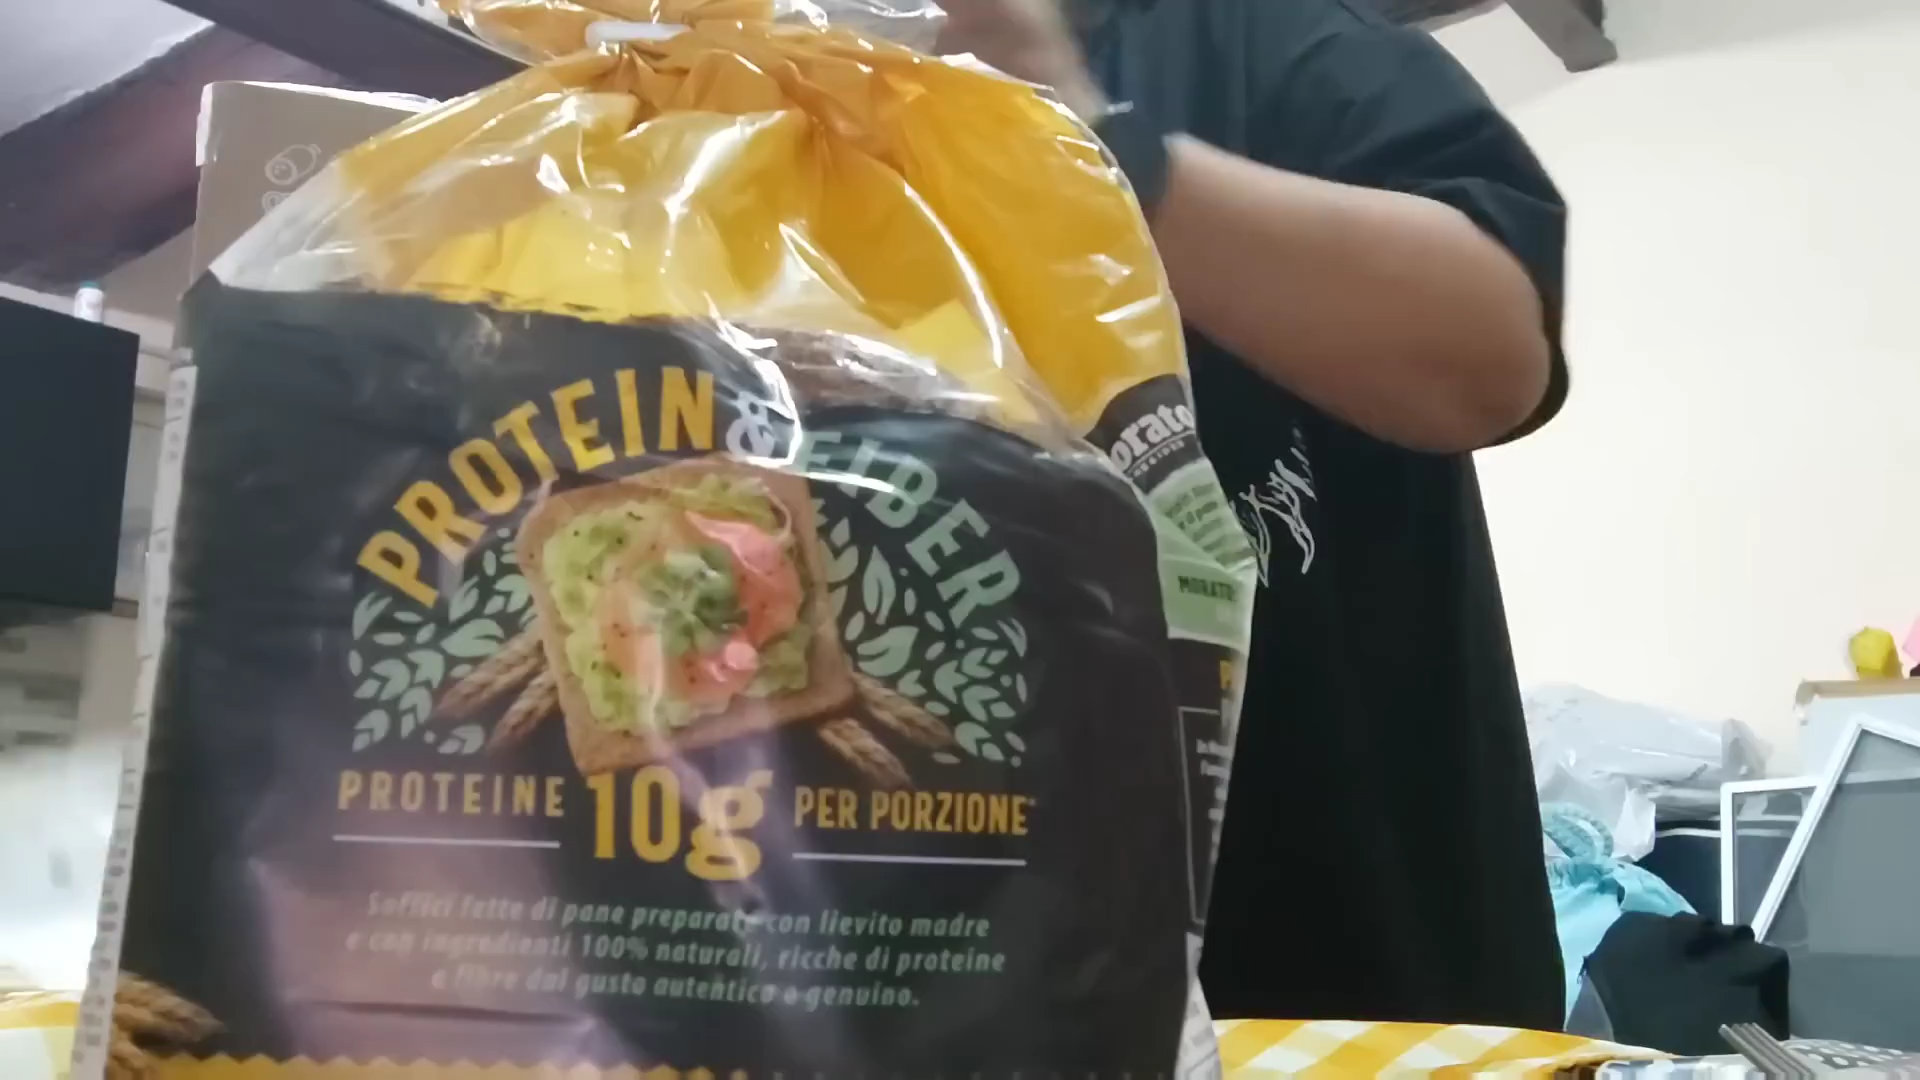 PROTEIN & FIBER
orato
MORATO
PROTEINE 10g PER PORZIONE*
Soffici fette di pane preparate con lievito madre
e con ingredienti 100% naturali, ricche di proteine
e fibre dal gusto autentico e genuino.